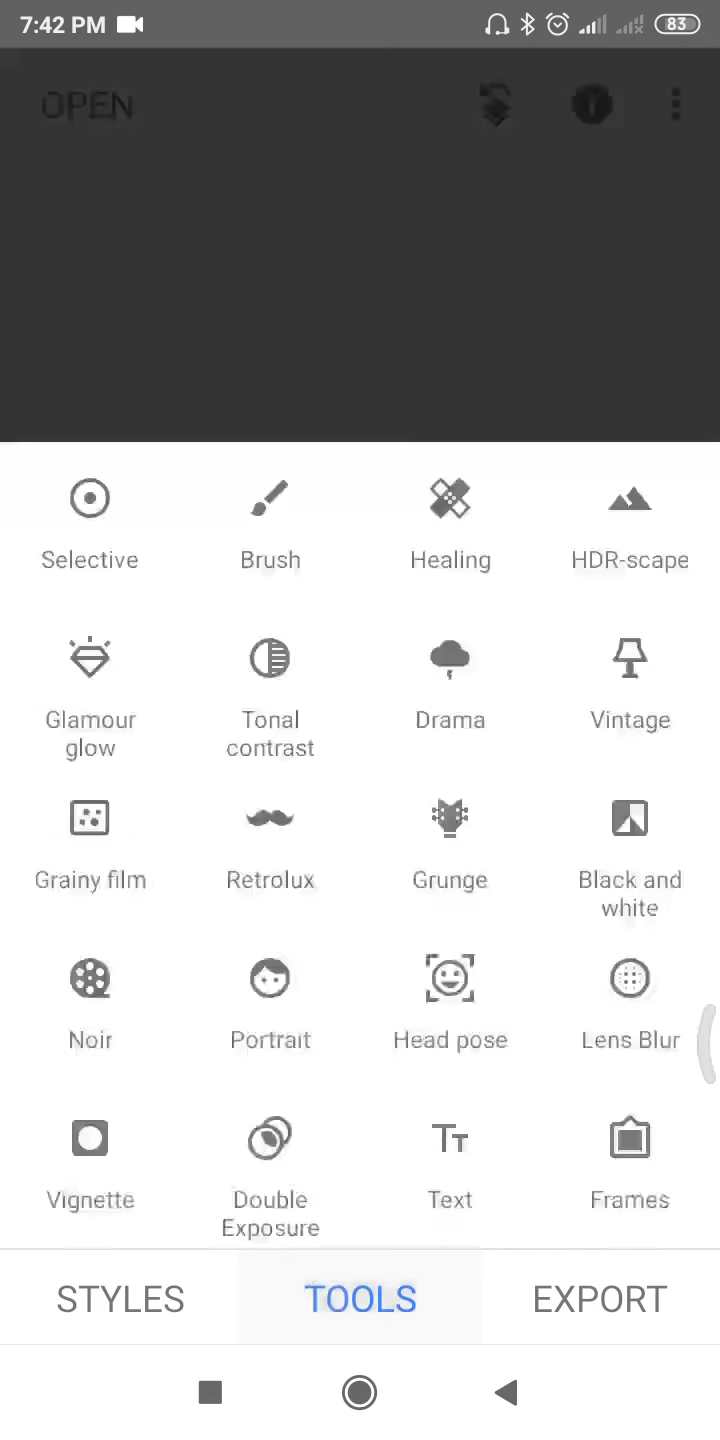 7:42 PM
83
OPEN
Selective
Brush
Healing
HDR-scape
Glamour
glow
Tonal
contrast
Drama
Vintage
Grainy film
Retrolux
Grunge
Black and
white
Noir
Portrait
Head pose
Lens Blur
Vignette
Double
Exposure
Text
Frames
STYLES
TOOLS
EXPORT